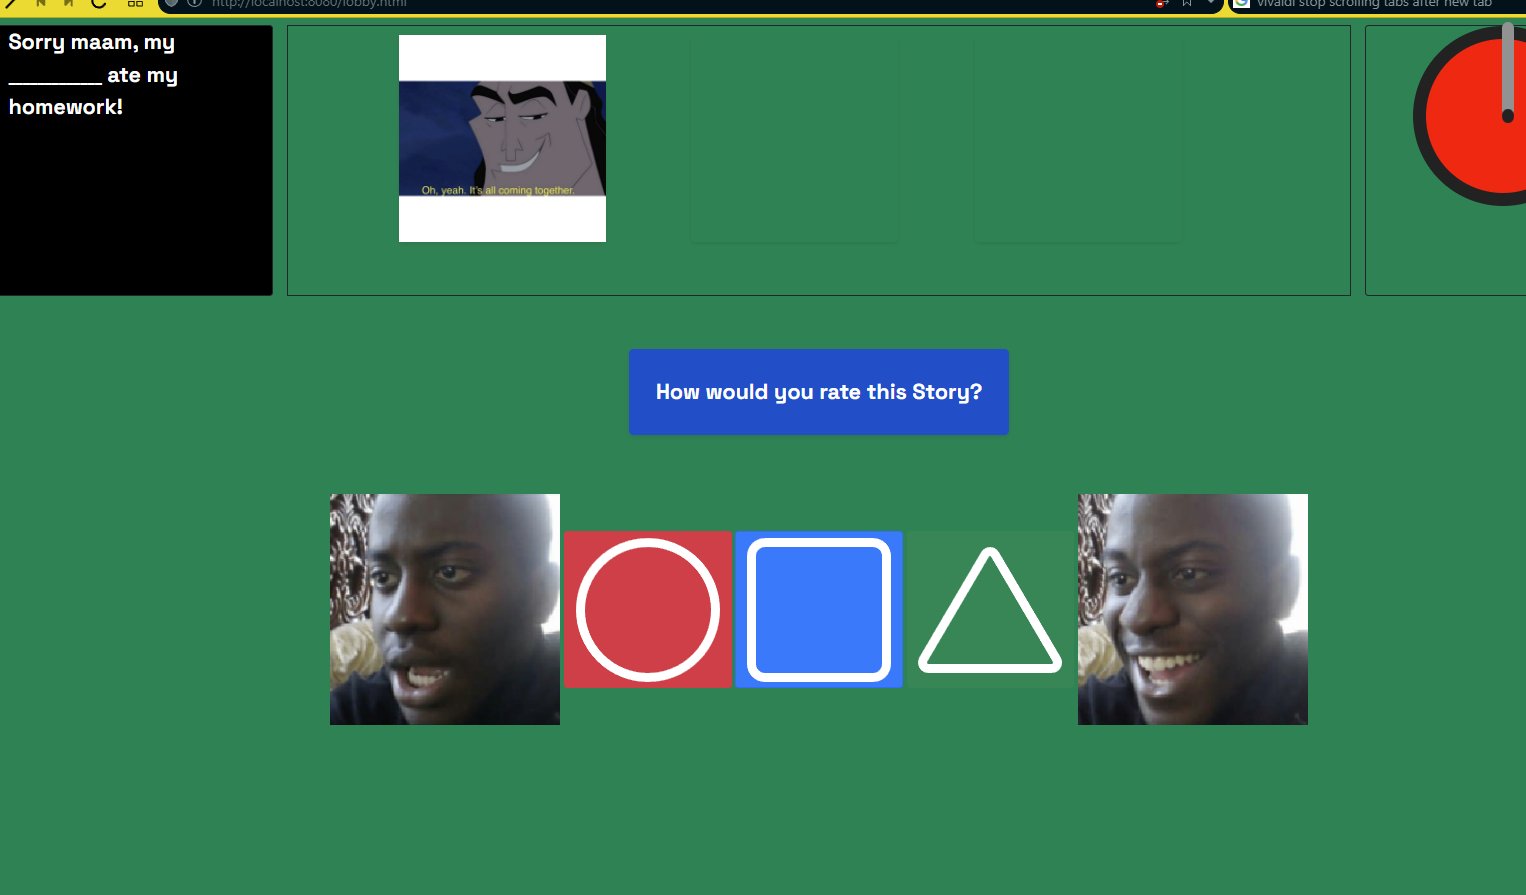 http://localhost:8080/lobby.html
vivaldi stop scrolling tabs after new tab
Sorry maam, my
_________ ate my
homework!
Oh, yeah. It's all coming together.
How would you rate this Story?